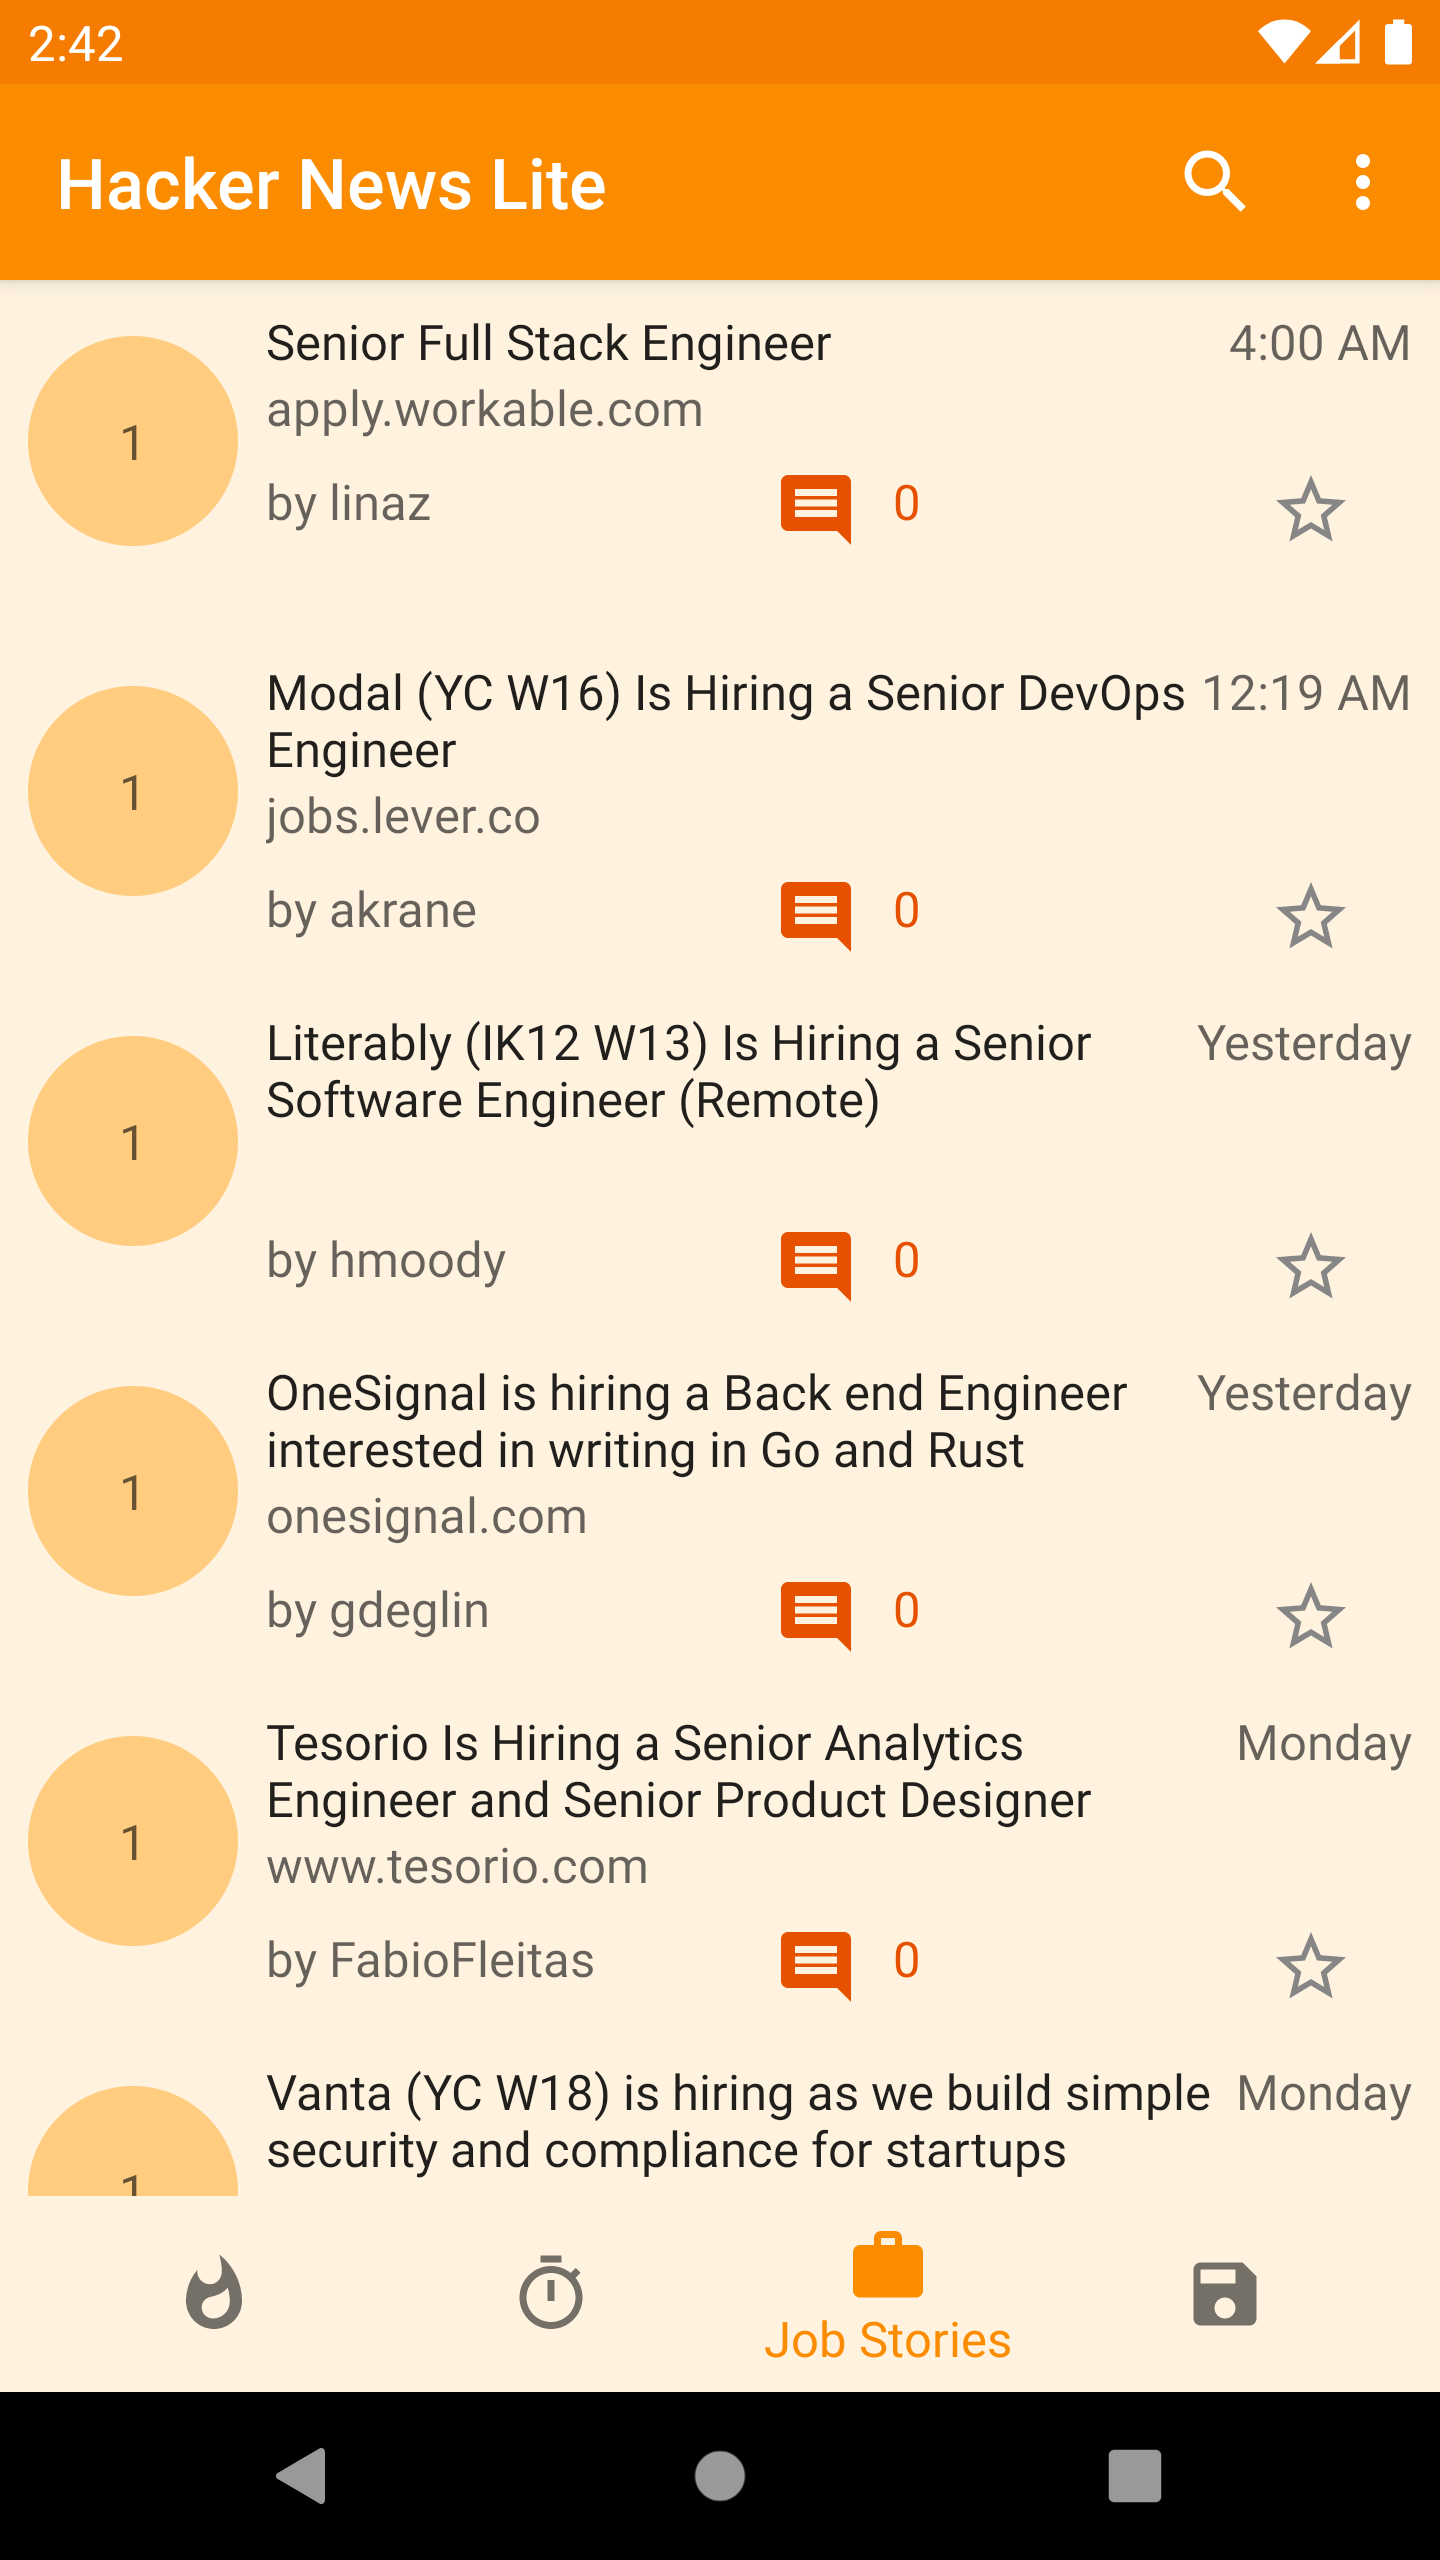 2:42
Hacker News Lite
1
Senior Full Stack Engineer
4:00 AM
apply.workable.com
by linaz
0
1
Modal (YC W16) Is Hiring a Senior DevOps
Engineer
12:19 AM
jobs.lever.co
by akrane
0
1
Literably (IK12 W13) Is Hiring a Senior
Software Engineer (Remote)
Yesterday
by hmoody
0
1
OneSignal is hiring a Back end Engineer
interested in writing in Go and Rust
Yesterday
onesignal.com
by gdeglin
0
1
Tesorio Is Hiring a Senior Analytics
Engineer and Senior Product Designer
Monday
www.tesorio.com
by FabioFleitas
0
1
Vanta (YC W18) is hiring as we build simple
security and compliance for startups
Monday
Job Stories